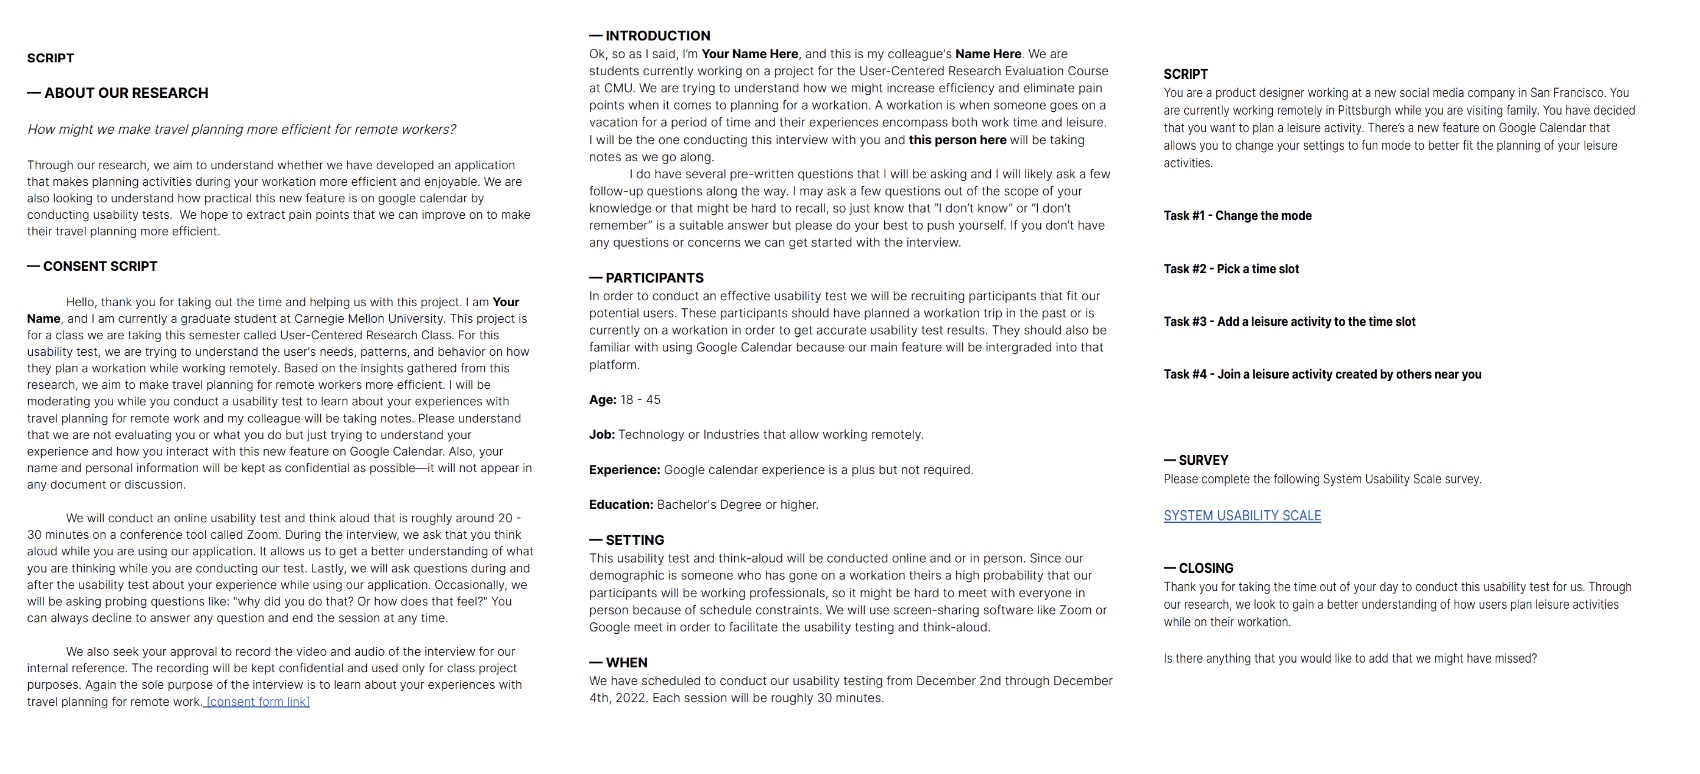 SCRIPT
— ABOUT OUR RESEARCH
How might we make travel planning more efficient for remote workers?
Through our research, we aim to understand whether we have developed an application
that makes planning activities during your workation more efficient and enjoyable. We are
also looking to understand how practical this new feature is on google calendar by
conducting usability tests.  We hope to extract pain points that we can improve on to make
their travel planning more efficient.
— CONSENT SCRIPT
Hello, thank you for taking out the time and helping us with this project. I am Your
Name, and I am currently a graduate student at Carnegie Mellon University. This project is
for a class we are taking this semester called User-Centered Research Class. For this
usability test, we are trying to understand the user's needs, patterns, and behavior on how
they plan a workation while working remotely. Based on the insights gathered from this
research, we aim to make travel planning for remote workers more efficient. I will be
moderating you while you conduct a usability test to learn about your experiences with
travel planning for remote work and my colleague will be taking notes. Please understand
that we are not evaluating you or what you do but just trying to understand your
experience and how you interact with this new feature on Google Calendar. Also, your
name and personal information will be kept as confidential as possible—it will not appear in
any document or discussion.
We will conduct an online usability test and think aloud that is roughly around 20 -
30 minutes on a conference tool called Zoom. During the interview, we ask that you think
aloud while you are using our application. It allows us to get a better understanding of what
you are thinking while you are conducting our test. Lastly, we will ask questions during and
after the usability test about your experience while using our application. Occasionally, we
will be asking probing questions like: "why did you do that? Or how does that feel?" You
can always decline to answer any question and end the session at any time.
We also seek your approval to record the video and audio of the interview for our
internal reference. The recording will be kept confidential and used only for class project
purposes. Again the sole purpose of the interview is to learn about your experiences with
travel planning for remote work. [consent form link]
— INTRODUCTION
Ok, so as I said, I'm Your Name Here, and this is my colleague's Name Here. We are
students currently working on a project for the User-Centered Research Evaluation Course
at CMU. We are trying to understand how we might increase efficiency and eliminate pain
points when it comes to planning for a workation. A workation is when someone goes on a
vacation for a period of time and their experiences encompass both work time and leisure.
I will be the one conducting this interview with you and this person here will be taking
notes as we go along.
I do have several pre-written questions that I will be asking and I will likely ask a few
follow-up questions along the way. I may ask a few questions out of the scope of your
knowledge or that might be hard to recall, so just know that “I don’t know” or “I don’t
remember” is a suitable answer but please do your best to push yourself. If you don’t have
any questions or concerns we can get started with the interview.
— PARTICIPANTS
In order to conduct an effective usability test we will be recruiting participants that fit our
potential users. These participants should have planned a workation trip in the past or is
currently on a workation in order to get accurate usability test results. They should also be
familiar with using Google Calendar because our main feature will be intergraded into that
platform.
Age: 18 - 45
Job: Technology or Industries that allow working remotely.
Experience: Google calendar experience is a plus but not required.
Education: Bachelor's Degree or higher.
— SETTING
This usability test and think-aloud will be conducted online and or in person. Since our
demographic is someone who has gone on a workation theirs a high probability that our
participants will be working professionals, so it might be hard to meet with everyone in
person because of schedule constraints. We will use screen-sharing software like Zoom or
Google meet in order to facilitate the usability testing and think-aloud.
— WHEN
We have scheduled to conduct our usability testing from December 2nd through December
4th, 2022. Each session will be roughly 30 minutes.
SCRIPT
You are a product designer working at a new social media company in San Francisco. You
are currently working remotely in Pittsburgh while you are visiting family. You have decided
that you want to plan a leisure activity. There's a new feature on Google Calendar that
allows you to change your settings to fun mode to better fit the planning of your leisure
activities.
Task #1 - Change the mode
Task #2 - Pick a time slot
Task #3 - Add a leisure activity to the time slot
Task #4 - Join a leisure activity created by others near you
— SURVEY
Please complete the following System Usability Scale survey.
SYSTEM USABILITY SCALE
— CLOSING
Thank you for taking the time out of your day to conduct this usability test for us. Through
our research, we look to gain a better understanding of how users plan leisure activities
while on their workation.
Is there anything that you would like to add that we might have missed?